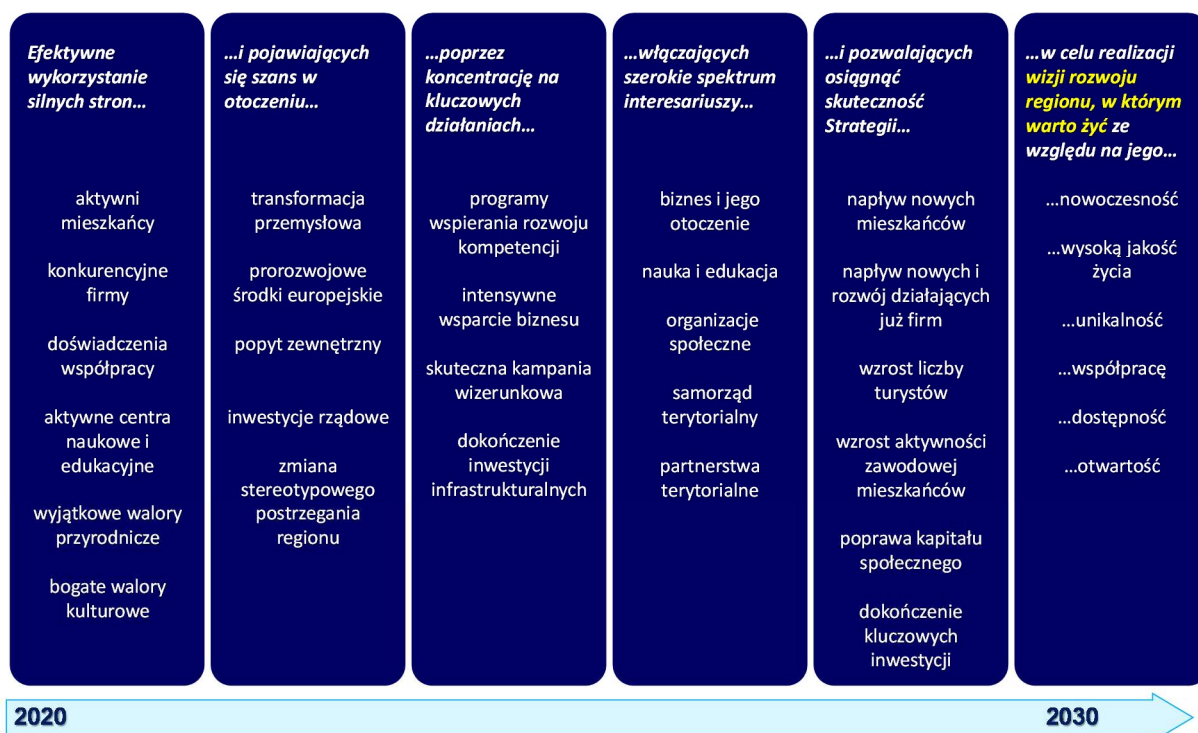 Efektywne
wykorzystanie
silnych stron…
aktywni
mieszkańcy
konkurencyjne
firmy
doświadczenia
współpracy
aktywne centra
naukowe i
edukacyjne
wyjątkowe walory
przyrodnicze
bogate walory
kulturowe
…i pojawiających
się szans w
otoczeniu…
transformacja
przemysłowa
prorozwojowe
środki europejskie
popyt zewnętrzny
inwestycje rządowe
zmiana
stereotypowego
postrzegania
regionu
…poprzez
koncentrację na
kluczowych
działaniach…
programy
wspierania rozwoju
kompetencji
intensywne
wsparcie biznesu
skuteczna kampania
wizerunkowa
dokończenie
inwestycji
infrastrukturalnych
…włączających
szerokie spektrum
interesariuszy…
biznes i jego
otoczenie
nauka i edukacja
organizacje
społeczne
samorząd
terytorialny
partnerstwa
terytorialne
…i pozwalających
osiągnąć
skuteczność
Strategii…
napływ nowych
mieszkańców
napływ nowych i
rozwój działających
już firm
wzrost liczby
turystów
wzrost aktywności
zawodowej
mieszkańców
poprawa kapitału
społecznego
dokończenie
kluczowych
inwestycji
…w celu realizacji
wizji rozwoju
regionu, w którym
warto żyć ze
względu na jego…
…nowoczesność
…wysoką jakość
życia
…unikalność
…współpracę
…dostępność
…otwartość
2020
2030